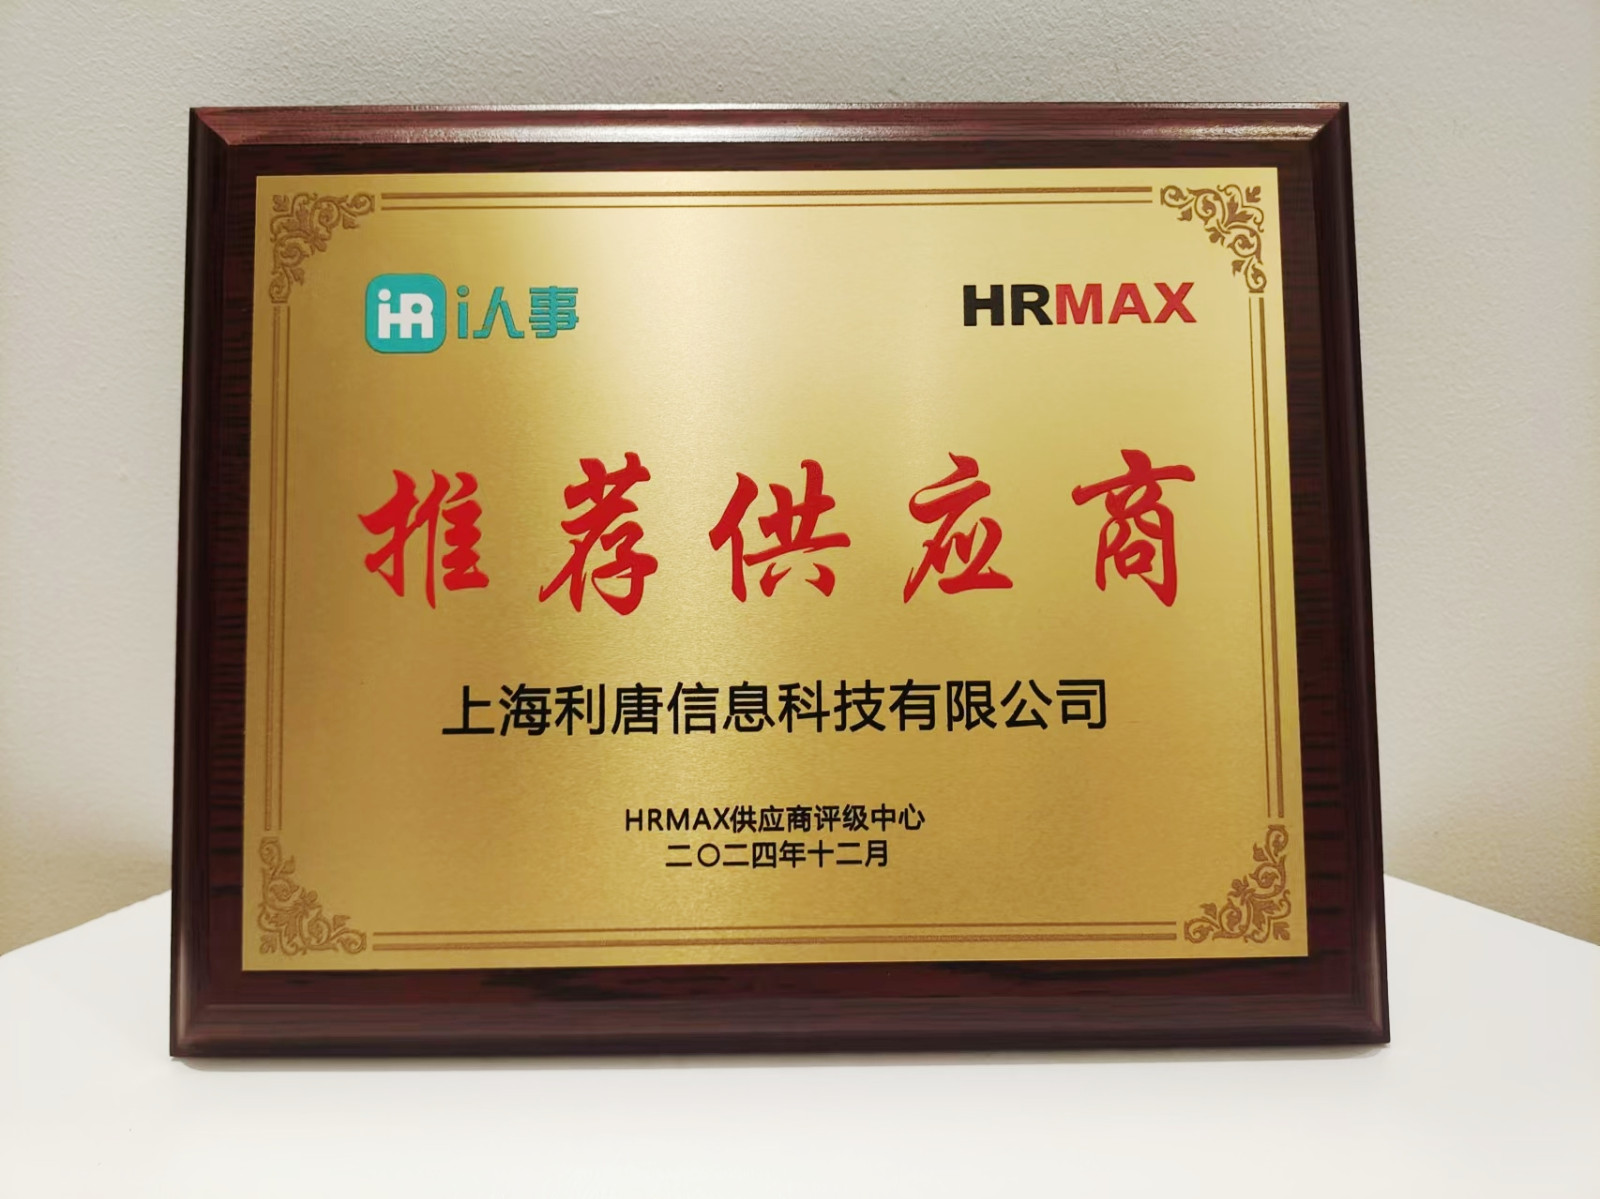 iHR i人事 HRMAX
推荐供应商
上海利唐信息科技有限公司
HRMAX供应商评级中心
二〇二四年十二月